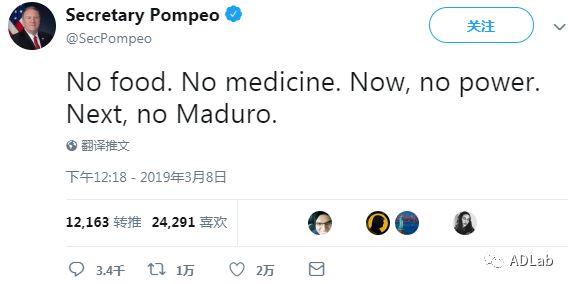 Secretary Pompeo
@SecPompeo
关注
No food. No medicine. Now, no power.
Next, no Maduro.
翻译推文
下午12:18 - 2019年3月8日
12,163 转推 24,291 喜欢
3.4千 1万 2万
ADLab